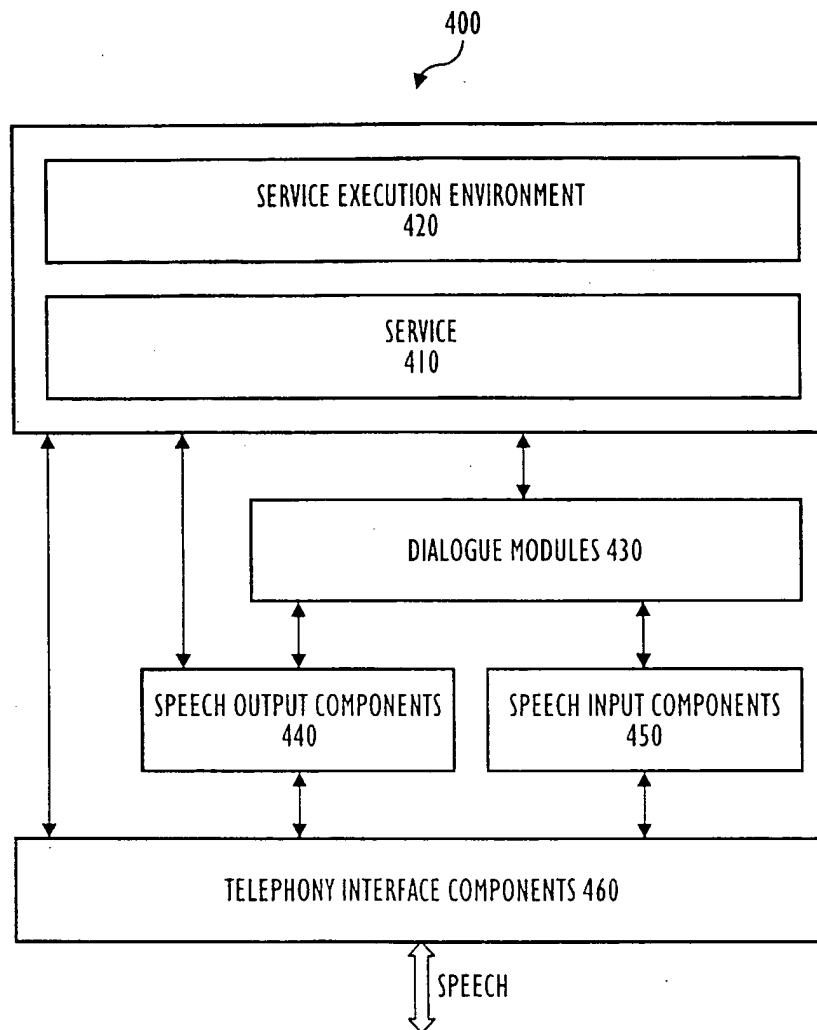 400
SERVICE EXECUTION ENVIRONMENT
420
SERVICE
410
DIALOGUE MODULES 430
SPEECH OUTPUT COMPONENTS
440
SPEECH INPUT COMPONENTS
450
TELEPHONY INTERFACE COMPONENTS 460
SPEECH